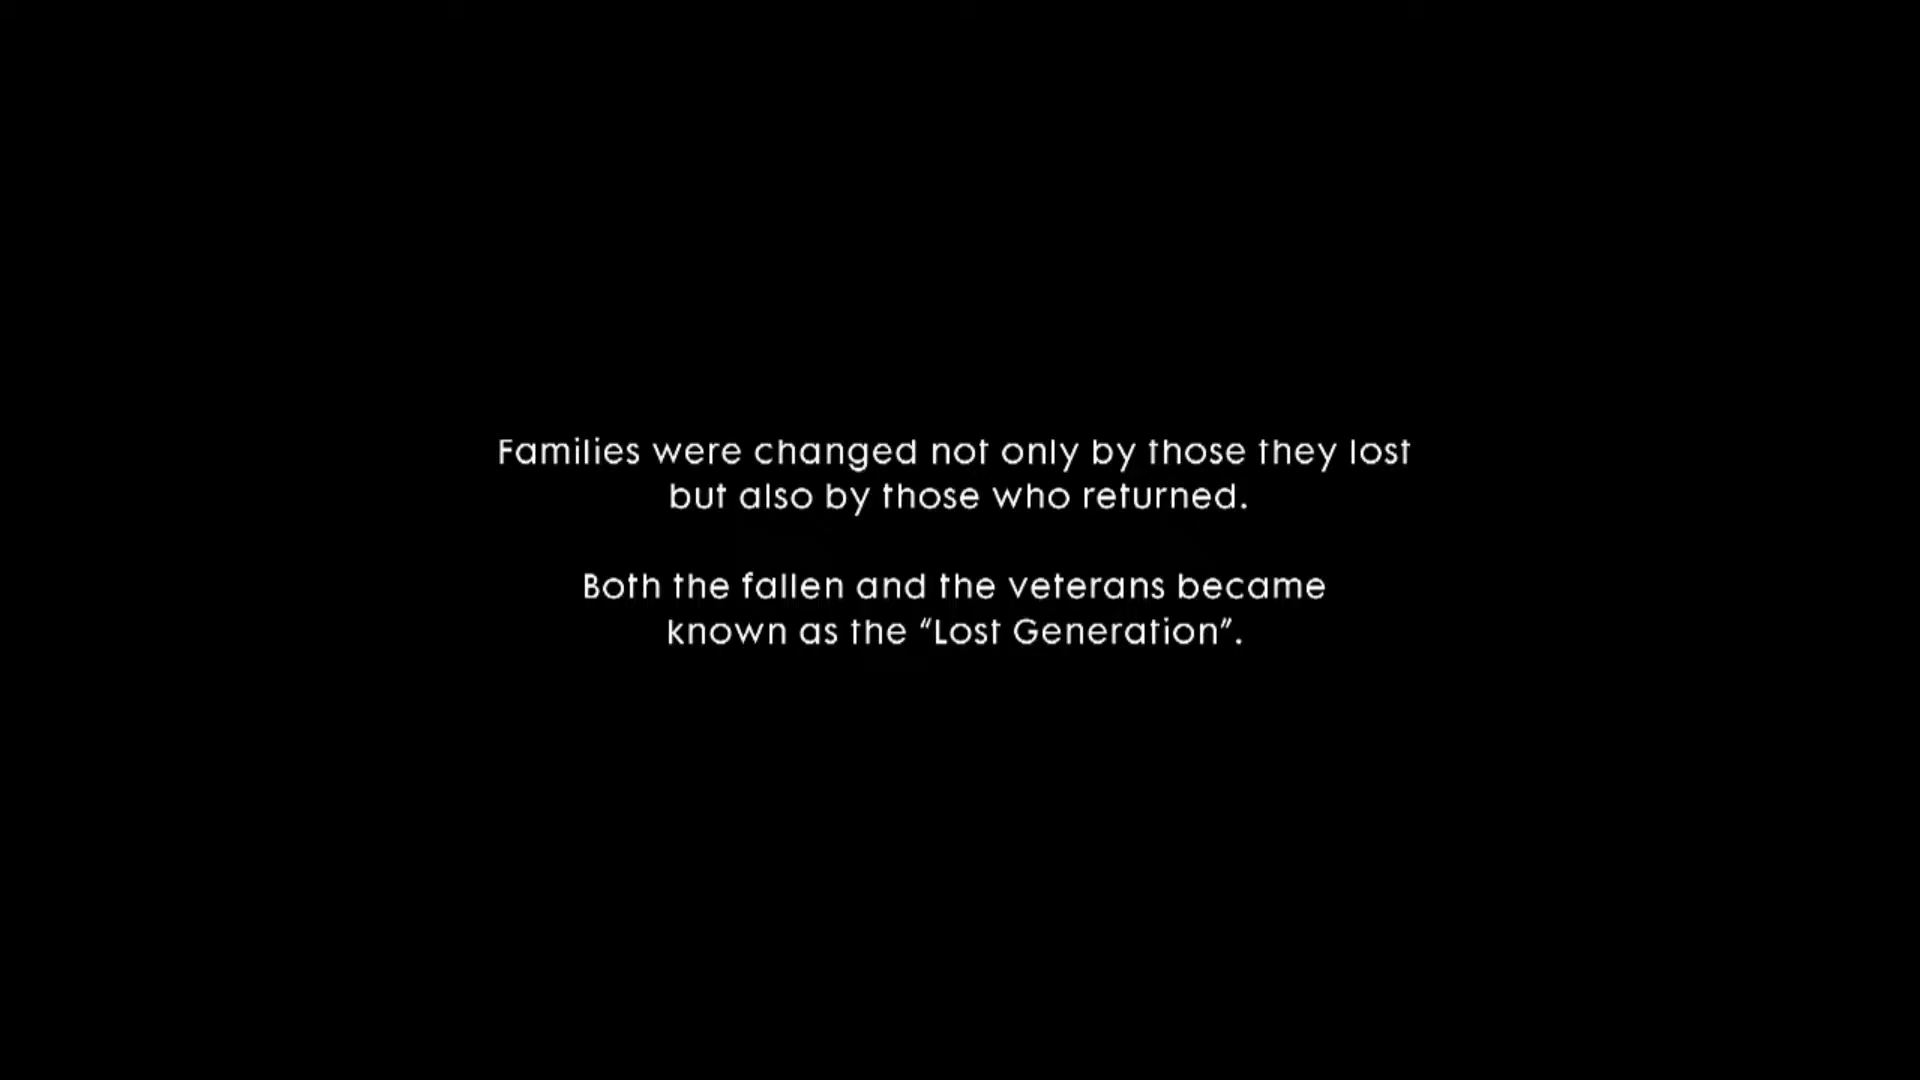 Families were changed not only by those they lost
but also by those who returned.
Both the fallen and the veterans became
known as the “Lost Generation”.